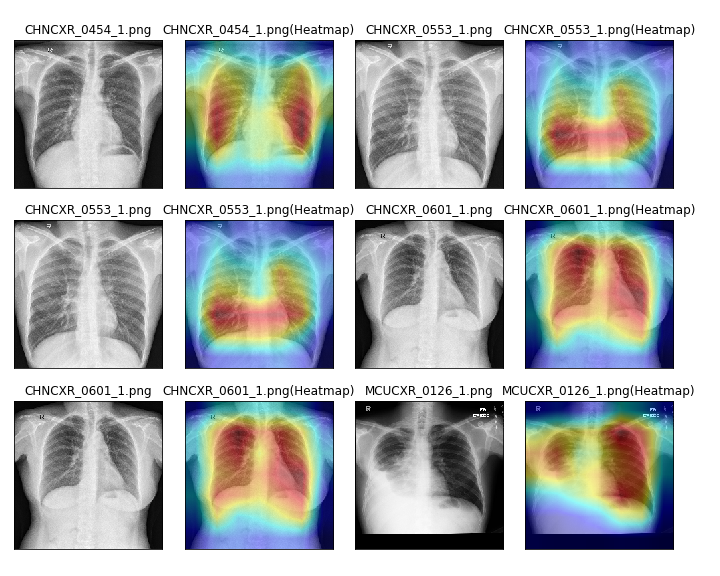 CHNCXR_0454_1.png CHNCXR_0454_1.png(Heatmap) CHNCXR_0553_1.png CHNCXR_0553_1.png(Heatmap)
R
CHNCXR_0553_1.png CHNCXR_0553_1.png(Heatmap) CHNCXR_0601_1.png CHNCXR_0601_1.png(Heatmap)
R R
CHNCXR_0601_1.png CHNCXR_0601_1.png(Heatmap) MCUCXR_0126_1.png MCUCXR_0126_1.png(Heatmap)
R R R